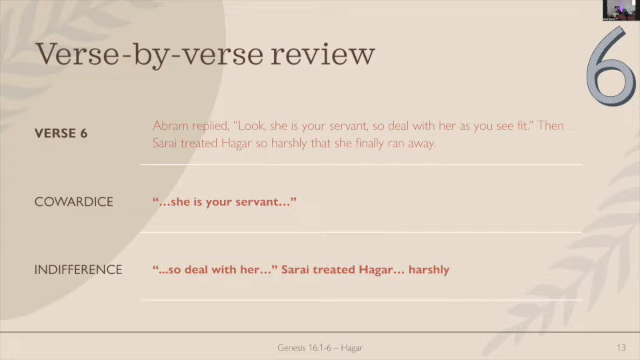 Verse-by-verse review
6
VERSE 6
Abram replied, “Look, she is your servant, so deal with her as you see fit.” Then
Sarai treated Hagar so harshly that she finally ran away.
COWARDICE
“…she is your servant…”
INDIFFERENCE
“...so deal with her…” Sarai treated Hagar… harshly
Genesis 16:1-6 – Hagar
13